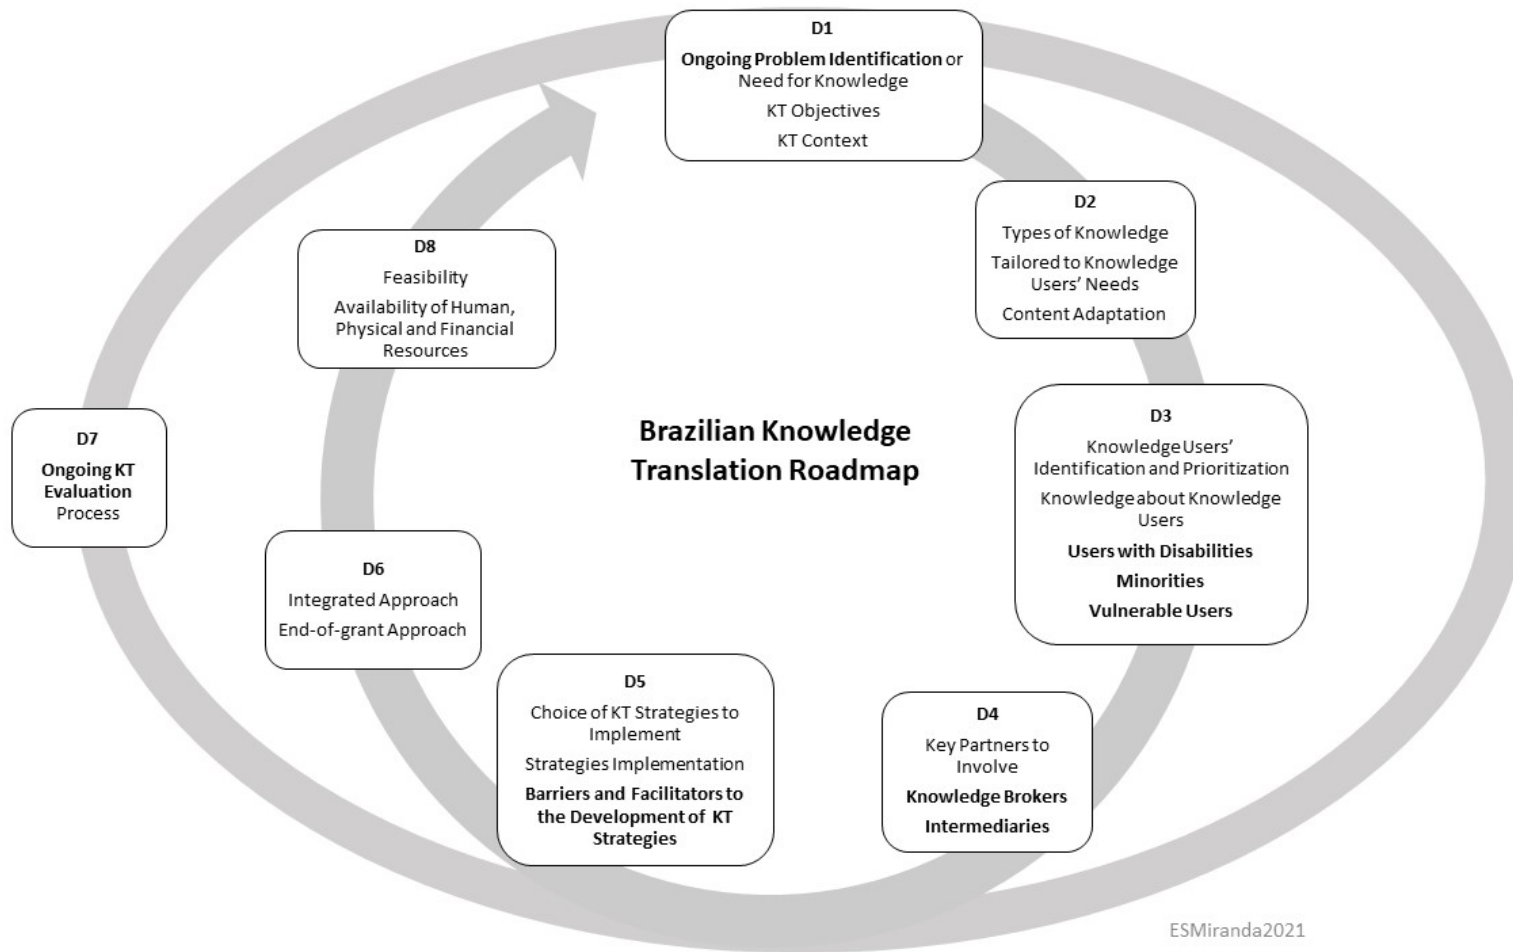 D1
Ongoing Problem Identification or
Need for Knowledge
KT Objectives
KT Context
D2
Types of Knowledge
Tailored to Knowledge
Users’ Needs
Content Adaptation
D3
Knowledge Users’
Identification and Prioritization
Knowledge about Knowledge
Users
Users with Disabilities
Minorities
Vulnerable Users
D4
Key Partners to
Involve
Knowledge Brokers
Intermediaries
D5
Choice of KT Strategies to
Implement
Strategies Implementation
Barriers and Facilitators to
the Development of KT
Strategies
D6
Integrated Approach
End-of-grant Approach
D7
Ongoing KT
Evaluation
Process
D8
Feasibility
Availability of Human,
Physical and Financial
Resources
Brazilian Knowledge
Translation Roadmap
ESMiranda2021